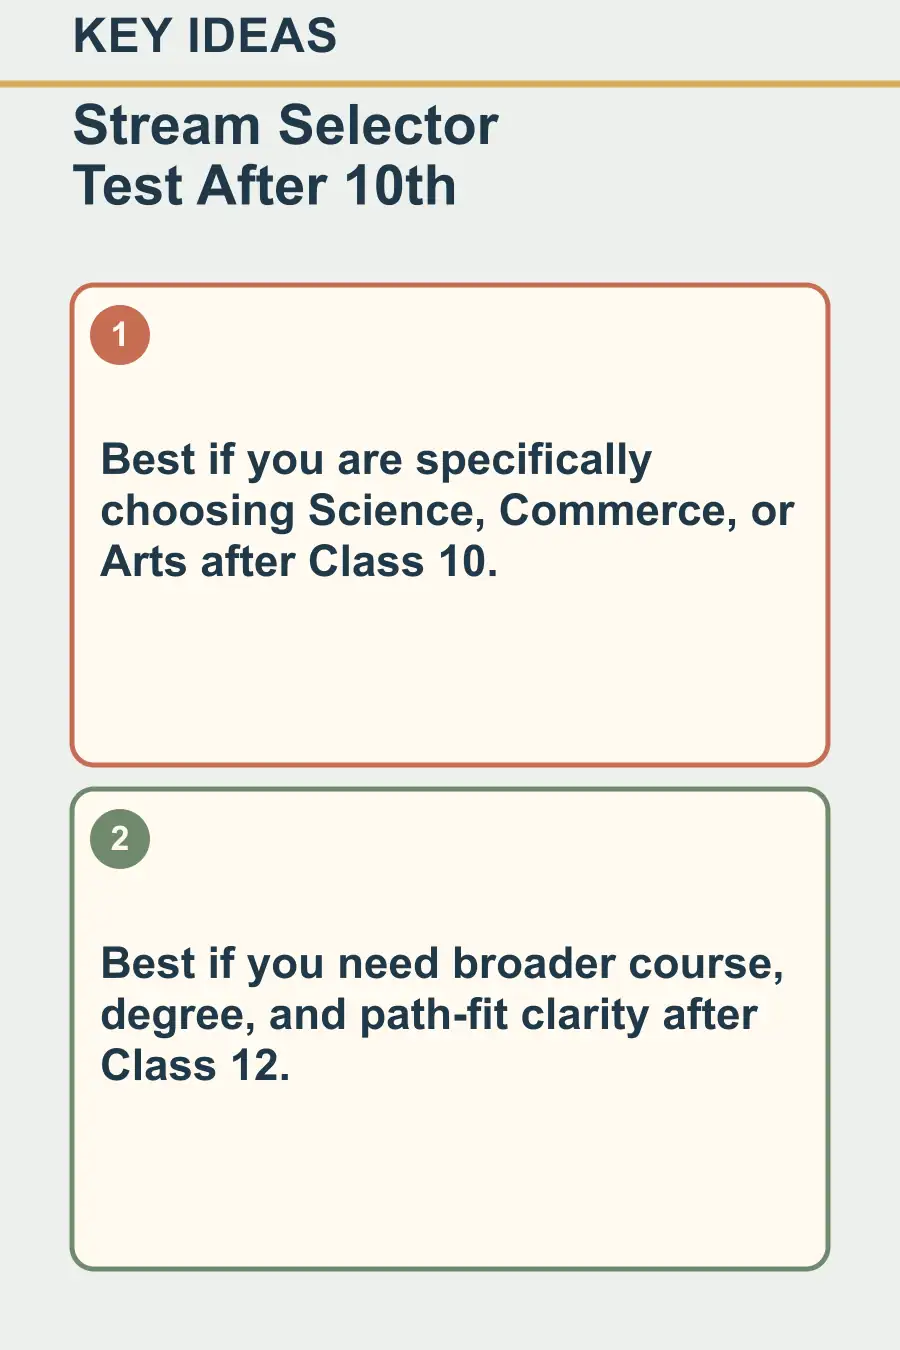 KEY IDEAS
Stream Selector
Test After 10th
1
Best if you are specifically
choosing Science, Commerce, or
Arts after Class 10.
2
Best if you need broader course,
degree, and path-fit clarity after
Class 12.